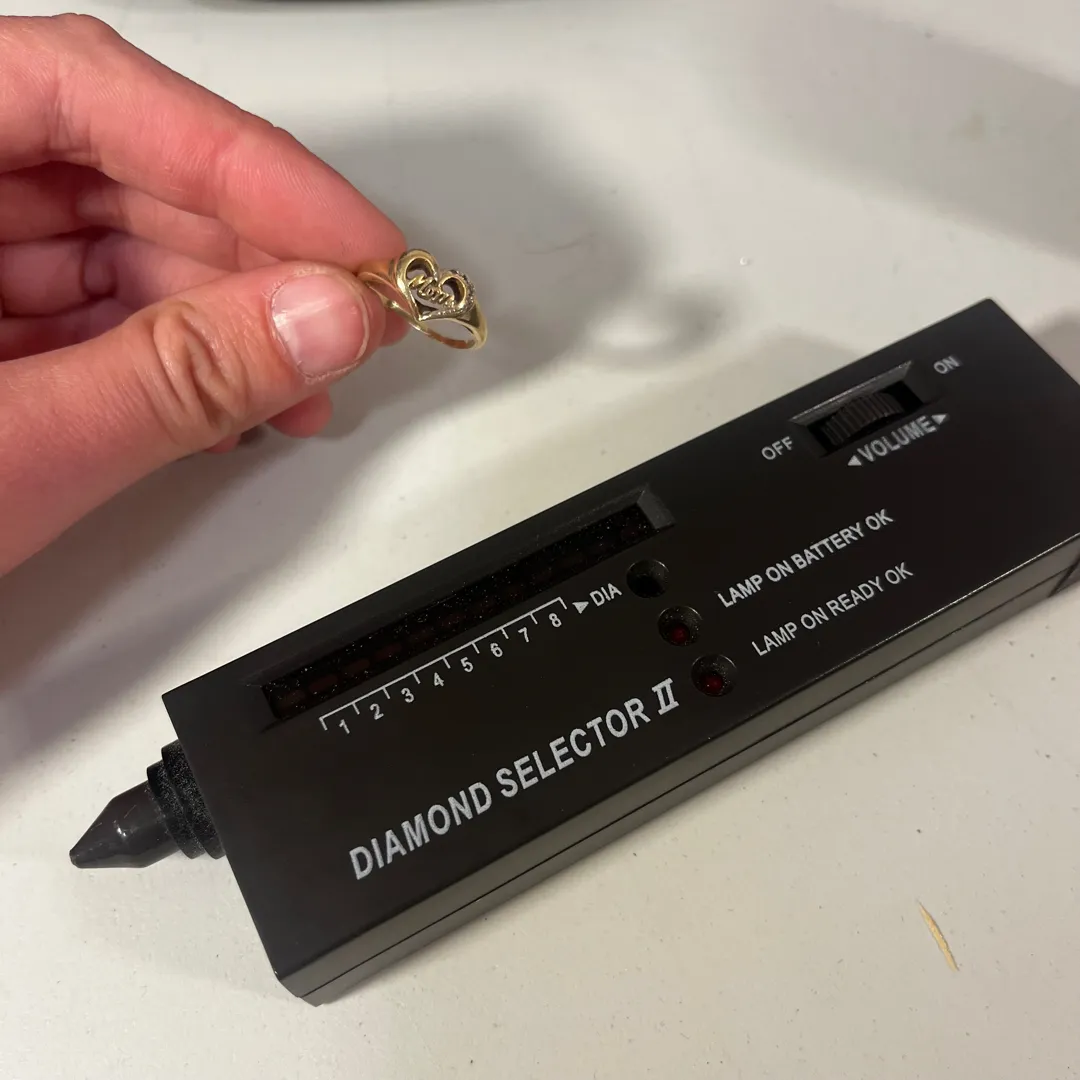 Mom
ON
OFF
◀VOLUME▶
LAMP ON BATTERY OK
LAMP ON READY OK
▶DIA
1 2 3 4 5 6 7 8
DIAMOND SELECTOR II